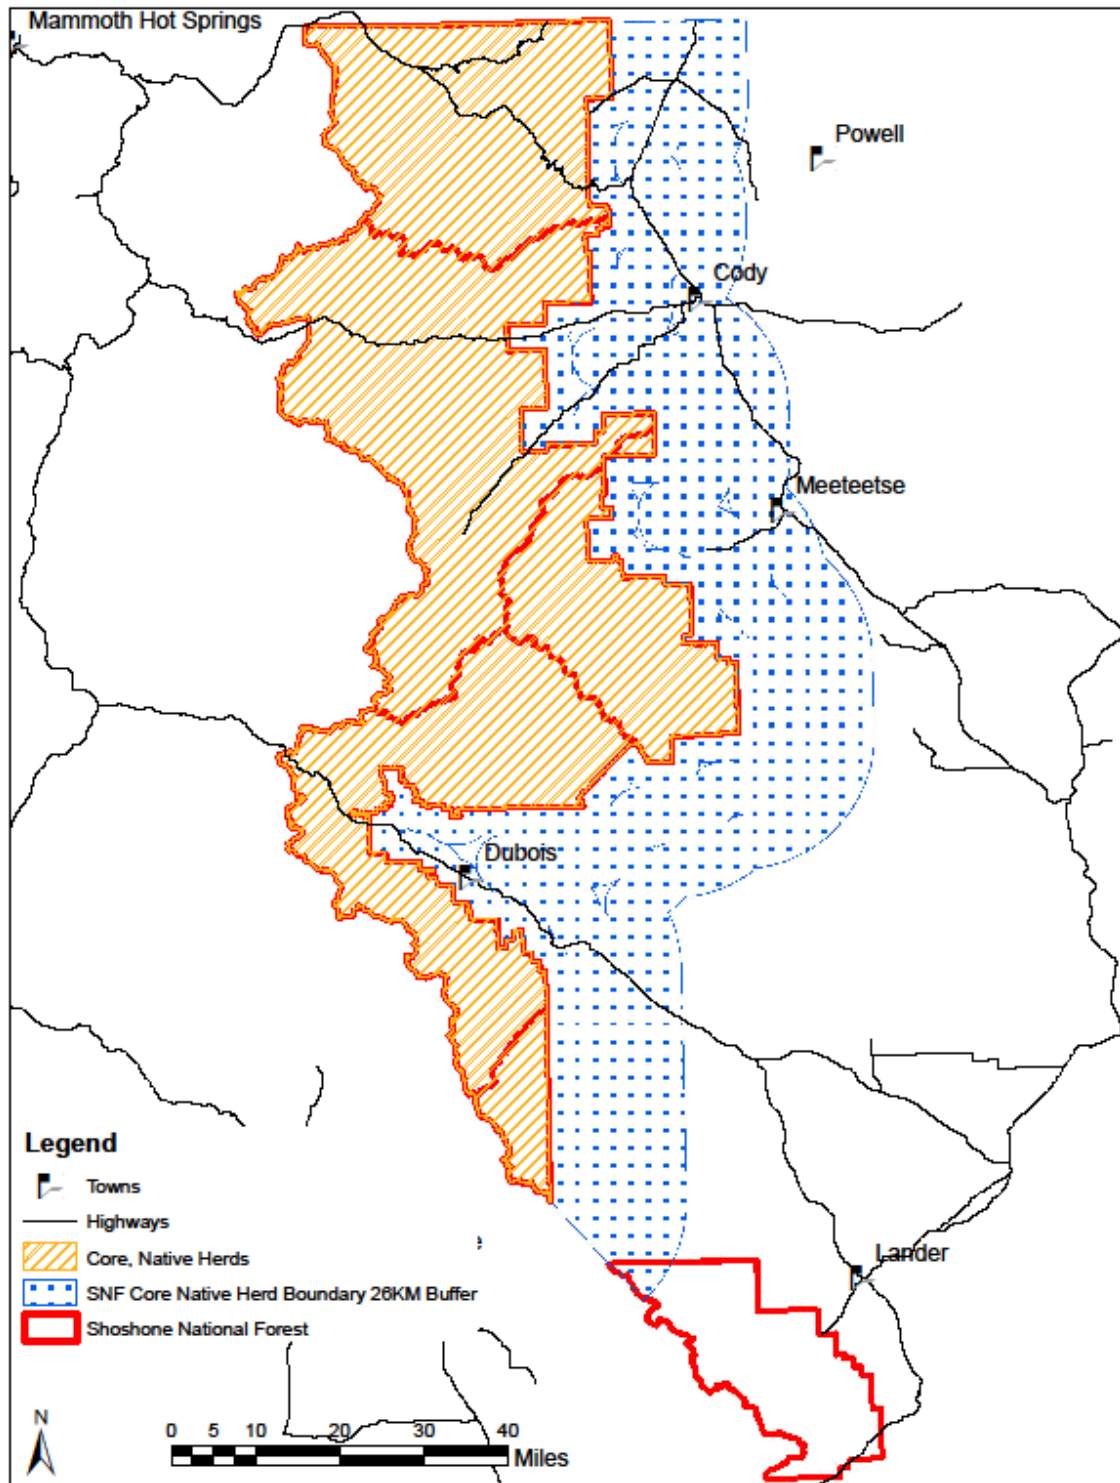 Mammoth Hot Springs
Powell
Cody
Meeteetse
Dubois
Lander
Legend
Towns
Highways
Core, Native Herds
SNF Core Native Herd Boundary 26KM Buffer
Shoshone National Forest
N
0 5 10 20 30 40
Miles